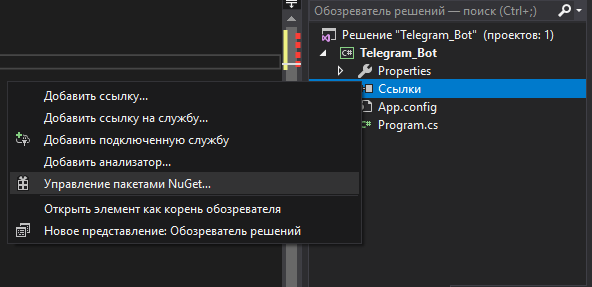 Обозреватель решений — поиск (Ctrl+;)
Решение "Telegram_Bot" (проектов: 1)
C# Telegram_Bot
Properties
Ссылки
App.config
C# Program.cs
Добавить ссылку...
Добавить ссылку на службу...
Добавить подключенную службу
Добавить анализатор...
Управление пакетами NuGet...
Открыть элемент как корень обозревателя
Новое представление: Обозреватель решений